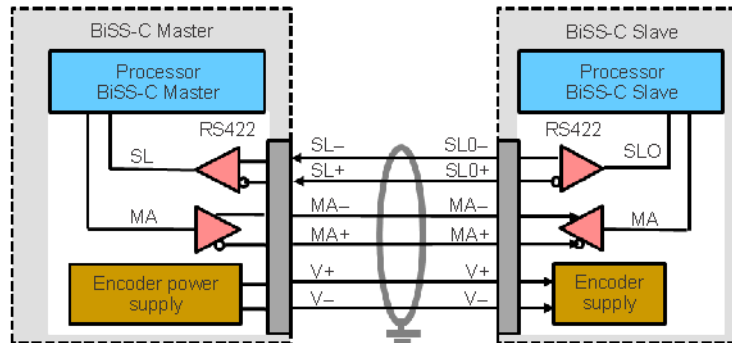 BiSS-C Master
BiSS-C Slave
Processor
BiSS-C Master
Processor
BiSS-C Slave
RS422
RS422
SL
SL–
SL0–
SLO
SL+
SL0+
MA
MA–
MA–
MA
MA+
MA+
Encoder power
supply
V+
V+
Encoder
supply
V–
V–